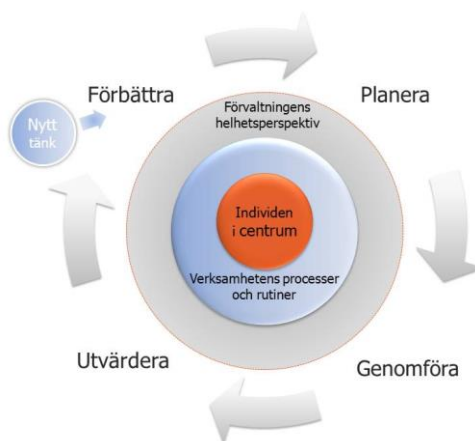 Förbättra
Planera
Nytt
tänk
Förvaltningens
helhetsperspektiv
Individen
i centrum
Verksamhetens processer
och rutiner
Utvärdera
Genomföra